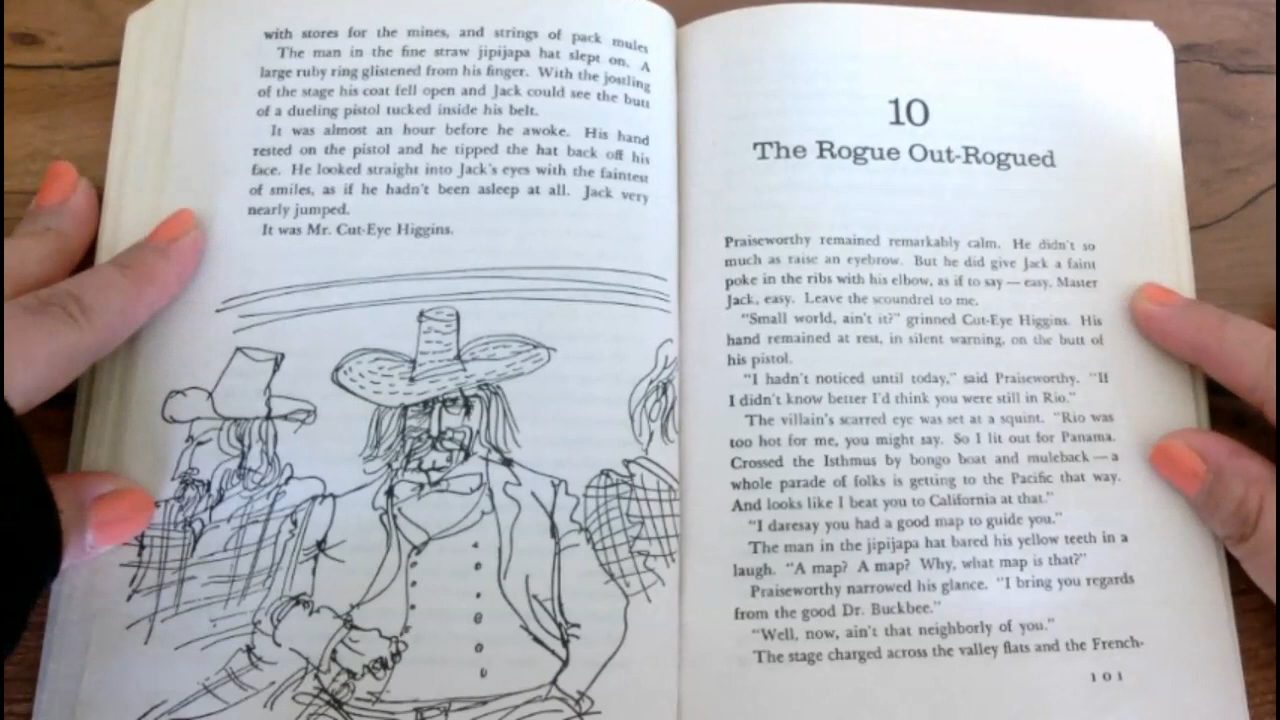 with stores for the mines, and strings of pack mules
The man in the fine straw jipijapa hat slept on. A
large ruby ring glistened from his finger. With the jostling
of the stage his coat fell open and Jack could see the butt
of a dueling pistol tucked inside his belt.
It was almost an hour before he awoke. His hand
rested on the pistol and he tipped the hat back off his
face. He looked straight into Jack's eyes with the faintest
of smiles, as if he hadn't been asleep at all. Jack very
nearly jumped.
It was Mr. Cut-Eye Higgins.
10
The Rogue Out-Rogued
Praiseworthy remained remarkably calm. He didn't so
much as raise an eyebrow. But he did give Jack a faint
poke in the ribs with his elbow, as if to say — easy, Master
Jack, easy. Leave the scoundrel to me.
"Small world, ain't it?" grinned Cut-Eye Higgins. His
hand remained at rest, in silent warning, on the butt of
his pistol.
"I hadn't noticed until today," said Praiseworthy. "If
I didn't know better I'd think you were still in Rio."
The villain's scarred eye was set at a squint. "Rio was
too hot for me, you might say. So I lit out for Panama.
Crossed the Isthmus by bongo boat and muleback — a
whole parade of folks is getting to the Pacific that way.
And looks like I beat you to California at that."
"I daresay you had a good map to guide you."
The man in the jipijapa hat bared his yellow teeth in a
laugh. "A map? A map? Why, what map is that?"
Praiseworthy narrowed his glance. "I bring you regards
from the good Dr. Buckbee."
"Well, now, ain't that neighborly of you."
The stage charged across the valley flats and the French-
101